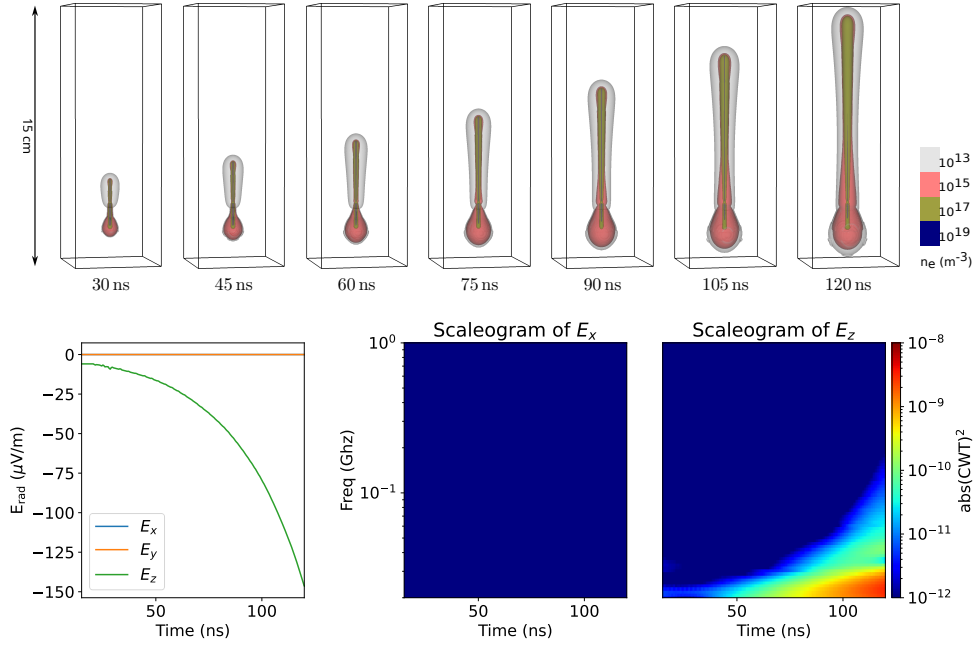 15 cm
30 ns
45 ns
60 ns
75 ns
90 ns
105 ns
120 ns
10^13
10^15
10^17
10^19
n_e (m^-3)
E_rad (μV/m)
0
−25
−50
−75
−100
−125
−150
E_x
E_y
E_z
50
100
Time (ns)
Scaleogram of E_x
Freq (Ghz)
10^0
10^−1
50
100
Time (ns)
Scaleogram of E_z
50
100
Time (ns)
10^−8
10^−9
10^−10
10^−11
10^−12
abs(CWT)^2